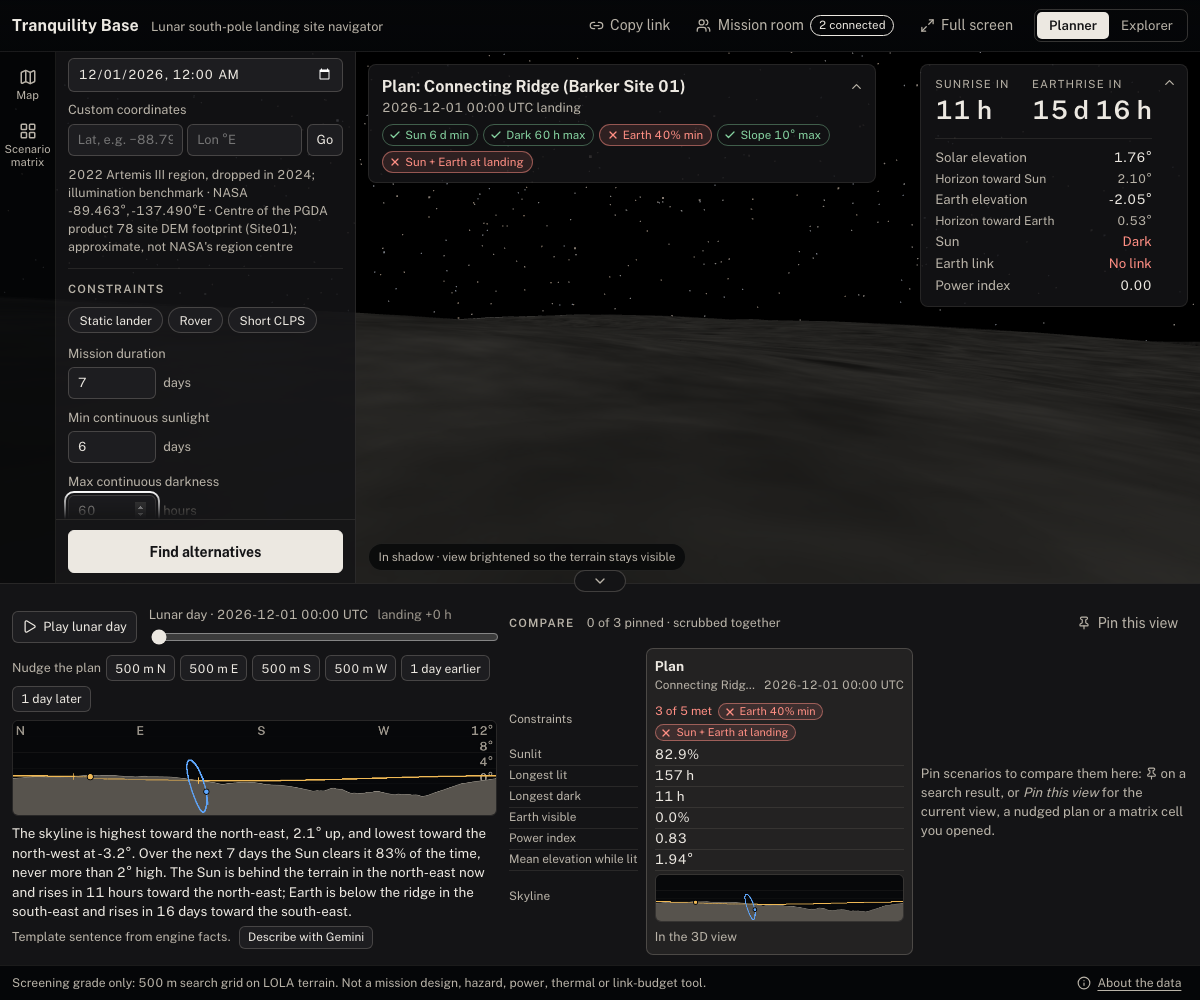 Tranquility Base
Lunar south-pole landing site navigator
Copy link
Mission room
2 connected
Full screen
Planner
Explorer
Map
Scenario
matrix
12/01/2026, 12:00 AM
Custom coordinates
Lat, e.g. −88.79
Lon °E
Go
2022 Artemis III region, dropped in 2024;
illumination benchmark · NASA
-89.463°, -137.490°E · Centre of the PGDA
product 78 site DEM footprint (Site01);
approximate, not NASA's region centre
CONSTRAINTS
Static lander
Rover
Short CLPS
Mission duration
7
days
Min continuous sunlight
6
days
Max continuous darkness
60
hours
Find alternatives
Plan: Connecting Ridge (Barker Site 01)
2026-12-01 00:00 UTC landing
Sun 6 d min
Dark 60 h max
Earth 40% min
Slope 10° max
Sun + Earth at landing
SUNRISE IN
EARTHRISE IN
11 h
15 d 16 h
Solar elevation 1.76°
Horizon toward Sun 2.10°
Earth elevation -2.05°
Horizon toward Earth 0.53°
Sun Dark
Earth link No link
Power index 0.00
In shadow · view brightened so the terrain stays visible
Play lunar day
Lunar day · 2026-12-01 00:00 UTC landing +0 h
Nudge the plan
500 m N
500 m E
500 m S
500 m W
1 day earlier
1 day later
N
E
S
W
12°
8°
4°
0°
The skyline is highest toward the north-east, 2.1° up, and lowest toward the
north-west at -3.2°. Over the next 7 days the Sun clears it 83% of the time,
never more than 2° high. The Sun is behind the terrain in the north-east now
and rises in 11 hours toward the north-east; Earth is below the ridge in the
south-east and rises in 16 days toward the south-east.
Template sentence from engine facts.
Describe with Gemini
COMPARE
0 of 3 pinned · scrubbed together
Pin this view
Plan
Connecting Ridg… 2026-12-01 00:00 UTC
Constraints
3 of 5 met
Earth 40% min
Sun + Earth at landing
Sunlit 82.9%
Longest lit 157 h
Longest dark 11 h
Earth visible 0.0%
Power index 0.83
Mean elevation while lit 1.94°
Skyline
In the 3D view
Pin scenarios to compare them here: on a
search result, or Pin this view for the
current view, a nudged plan or a matrix cell
you opened.
Screening grade only: 500 m search grid on LOLA terrain. Not a mission design, hazard, power, thermal or link-budget tool.
About the data